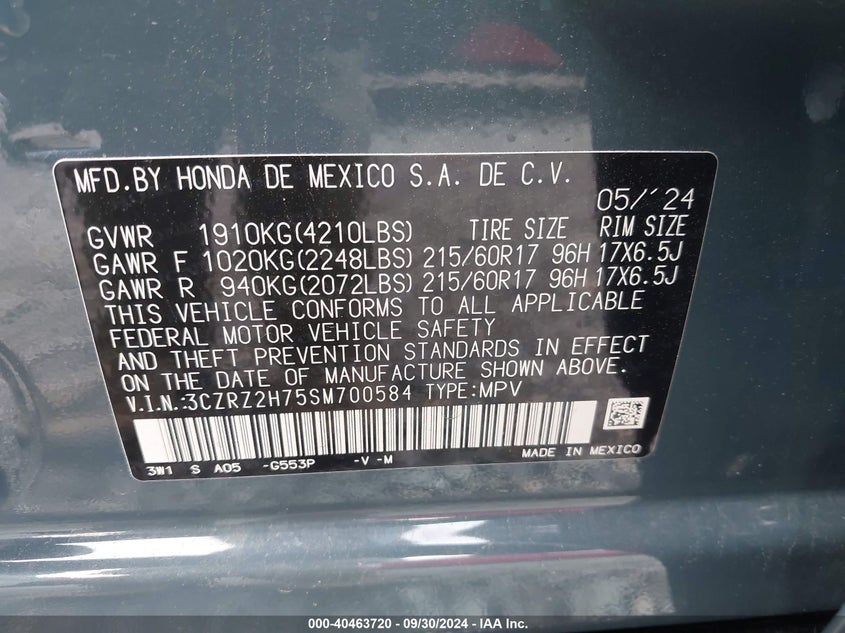 MFD.BY HONDA DE MEXICO S.A. DE C.V.
05/'24
GVWR 1910KG(4210LBS) TIRE SIZE RIM SIZE
GAWR F 1020KG(2248LBS) 215/60R17 96H 17X6.5J
GAWR R 940KG(2072LBS) 215/60R17 96H 17X6.5J
THIS VEHICLE CONFORMS TO ALL APPLICABLE
FEDERAL MOTOR VEHICLE SAFETY
AND THEFT PREVENTION STANDARDS IN EFFECT
ON THE DATE OF MANUFACTURE SHOWN ABOVE.
V.I.N.:3CZRZ2H75SM700584 TYPE:MPV
3W1 S A05 -G553P -V -M MADE IN MEXICO
000-40463720 - 09/30/2024 - IAA Inc.